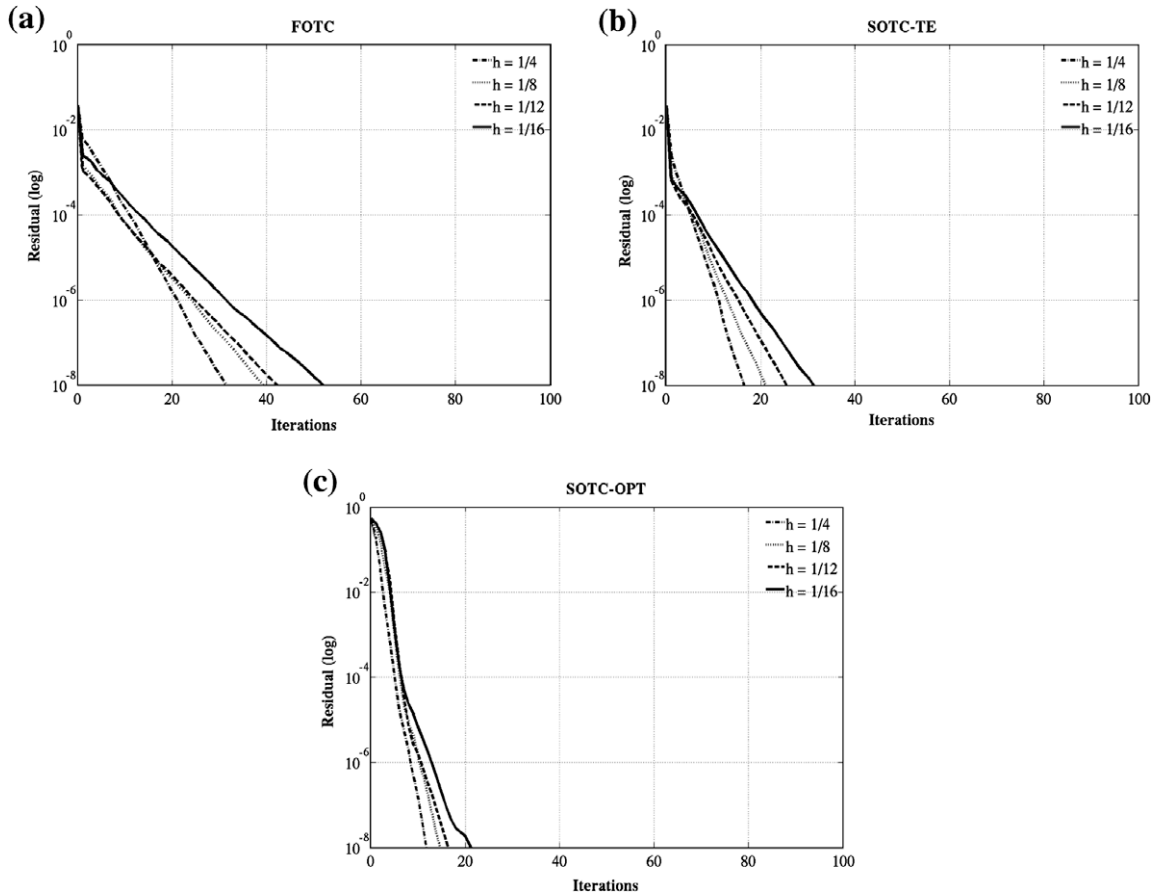 (a)
FOTC
10^0
10^-2
10^-4
10^-6
10^-8
Residual (log)
h = 1/4
h = 1/8
h = 1/12
h = 1/16
0 20 40 60 80 100
Iterations
(b)
SOTC-TE
10^0
10^-2
10^-4
10^-6
10^-8
Residual (log)
h = 1/4
h = 1/8
h = 1/12
h = 1/16
0 20 40 60 80 100
Iterations
(c)
SOTC-OPT
10^0
10^-2
10^-4
10^-6
10^-8
Residual (log)
h = 1/4
h = 1/8
h = 1/12
h = 1/16
0 20 40 60 80 100
Iterations